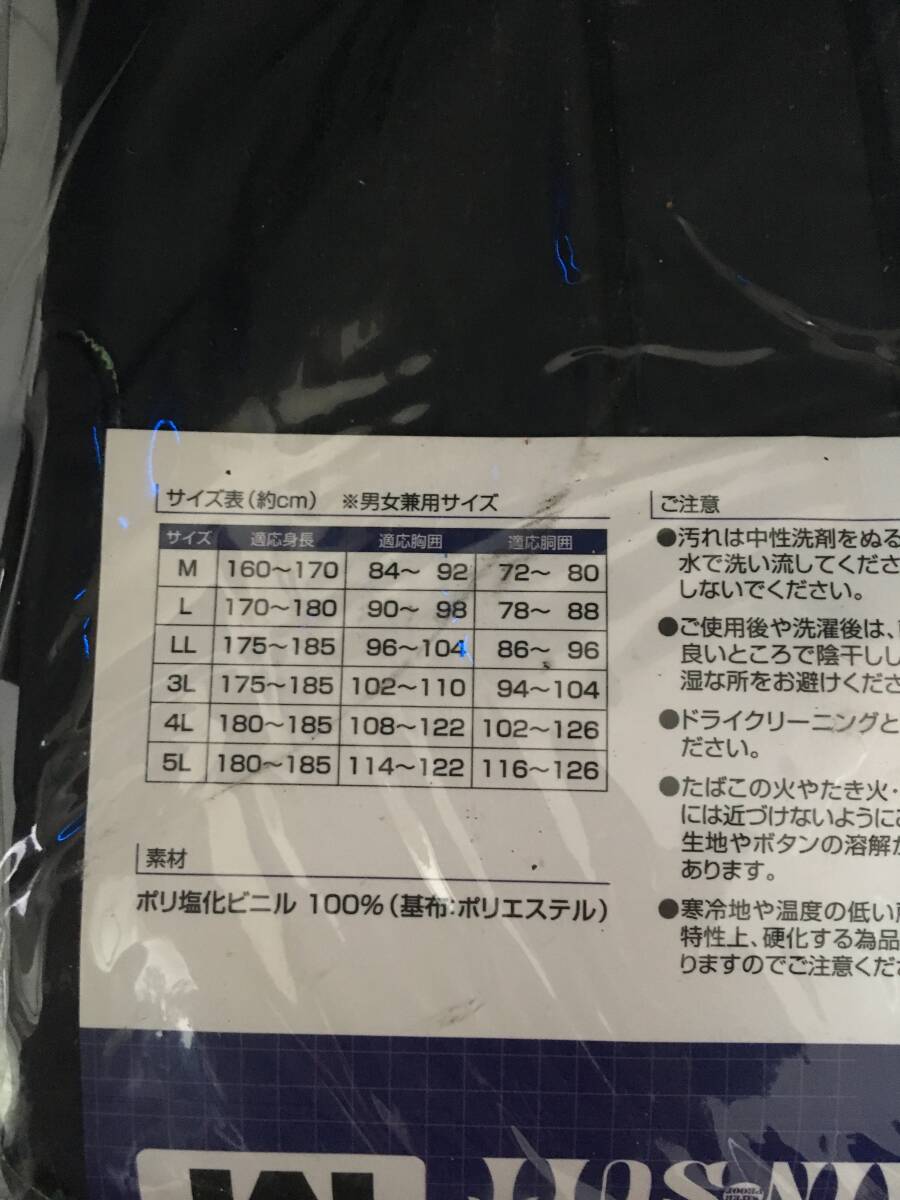 サイズ表(約cm) ※男女兼用サイズ
サイズ 適応身長 適応胸囲 適応胴囲
M 160〜170 84〜 92 72〜 80
L 170〜180 90〜 98 78〜 88
LL 175〜185 96〜104 86〜 96
3L 175〜185 102〜110 94〜104
4L 180〜185 108〜122 102〜126
5L 180〜185 114〜122 116〜126
素材
ポリ塩化ビニル 100%(基布:ポリエステル)
ご注意
●汚れは中性洗剤をぬる
水で洗い流してくださ
しないでください。
●ご使用後や洗濯後は、
良いところで陰干しし
湿な所をお避けくださ
●ドライクリーニングと
ださい。
●たばこの火やたき火・
には近づけないように
生地やボタンの溶解か
あります。
●寒冷地や温度の低い
特性上、硬化する為品
りますのでご注意くだ
M
SUIT